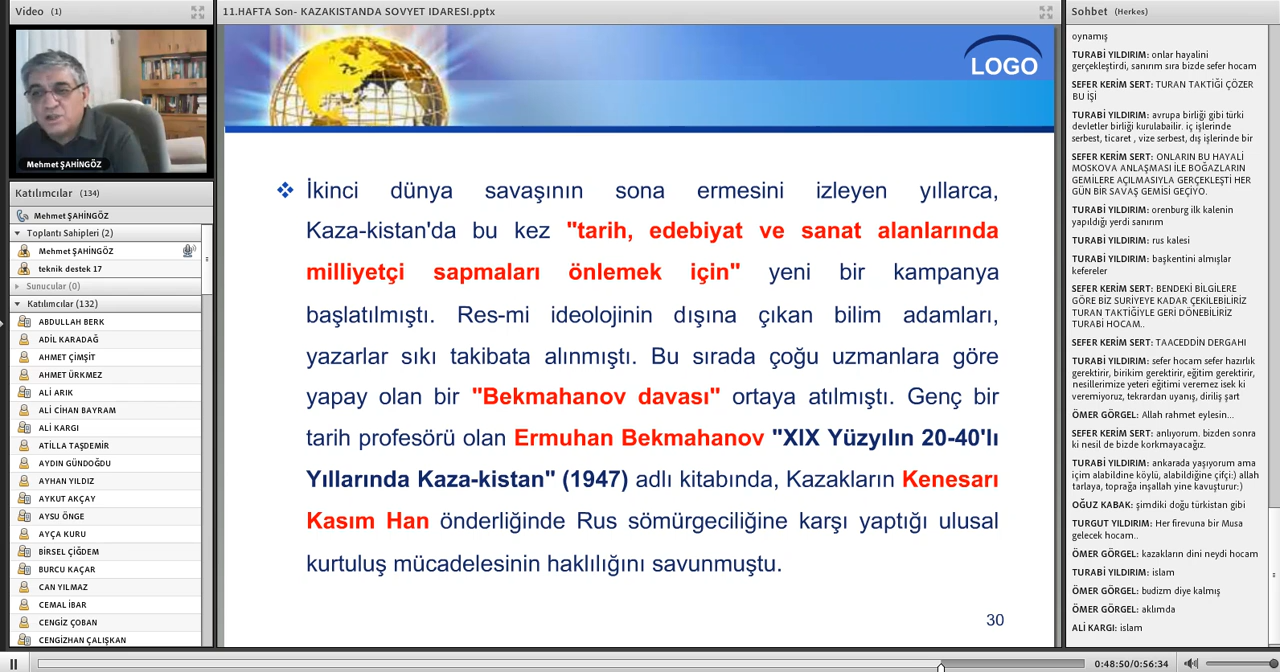 Video (1)
Mehmet ŞAHİNGÖZ
Katılımcılar (134)
Mehmet ŞAHİNGÖZ
Toplantı Sahipleri (2)
Mehmet ŞAHİNGÖZ
teknik destek 17
Sunucular (0)
Katılımcılar (132)
ABDULLAH BERK
ADİL KARADAĞ
AHMET ÇİMŞİT
AHMET ÜRKMEZ
ALİ ARIK
ALİ CİHAN BAYRAM
ALİ KARGI
ATİLLA TAŞDEMİR
AYDIN GÜNDOĞDU
AYHAN YILDIZ
AYKUT AKÇAY
AYSU ÖNGE
AYÇA KURU
BİRSEL ÇİĞDEM
BURCU KAÇAR
CAN YILMAZ
CEMAL İBAR
CENGİZ ÇOBAN
CENGİZHAN ÇALIŞKAN
11.HAFTA Son- KAZAKISTANDA SOVYET IDARESI.pptx
LOGO
İkinci dünya savaşının sona ermesini izleyen yıllarca,
Kaza-kistan'da bu kez "tarih, edebiyat ve sanat alanlarında
milliyetçi sapmaları önlemek için" yeni bir kampanya
başlatılmıştı. Res-mi ideolojinin dışına çıkan bilim adamları,
yazarlar sıkı takibata alınmıştı. Bu sırada çoğu uzmanlara göre
yapay olan bir "Bekmahanov davası" ortaya atılmıştı. Genç bir
tarih profesörü olan Ermuhan Bekmahanov "XIX Yüzyılın 20-40'lı
Yıllarında Kaza-kistan" (1947) adlı kitabında, Kazakların Kenesarı
Kasım Han önderliğinde Rus sömürgeciliğine karşı yaptığı ulusal
kurtuluş mücadelesinin haklılığını savunmuştu.
30
Sohbet (Herkes)
oynamış
TURABİ YILDIRIM: onlar hayalini
gerçekleştirdi, sanırım sıra bizde sefer hocam
SEFER KERİM SERT: TURAN TAKTİĞİ ÇÖZER
BU İŞİ
TURABİ YILDIRIM: avrupa birliği gibi türki
devletler birliği kurulabailir. iç işlerinde
serbest, ticaret , vize serbest, dış işlerinde bir
SEFER KERİM SERT: ONLARIN BU HAYALİ
MOSKOVA ANLAŞMASI İLE BOĞAZLARIN
GEMİLERE AÇILMASIYLA GERÇEKLEŞTİ HER
GÜN BİR SAVAŞ GEMİSİ GEÇİYO.
TURABİ YILDIRIM: orenburg ilk kalenin
yapıldığı yerdi sanırım
TURABİ YILDIRIM: rus kalesi
TURABİ YILDIRIM: başkentini almışlar
kefereler
SEFER KERİM SERT: BENDEKİ BİLGİLERE
GÖRE BİZ SURİYEYE KADAR ÇEKİLEBİLİRİZ
TURAN TAKTİĞİYLE GERİ DÖNEBİLİRİZ
TURABİ HOCAM..
SEFER KERİM SERT: TAACEDDİN DERGAHI
TURABİ YILDIRIM: sefer hocam sefer hazırlık
gerektirir, birikim gerektirir, eğitim gerektirir,
nesillerimize yeteri eğitimi veremez isek ki
veremiyoruz, tekrardan uyanış, diriliş şart
ÖMER GÖRGEL: Allah rahmet eylesin...
SEFER KERİM SERT: anlıyorum. bizden sonra
ki nesil de bizde korkmayacağız.
TURABİ YILDIRIM: ankarada yaşıyorum ama
içim alabildine köylü, alabildiğine çifçi:) allah
tarlaya, toprağa inşallah yine kavuşturur:)
OĞUZ KABAK: şimdiki doğu türkistan gibi
TURGUT YILDIRIM: Her firevuna bir Musa
gelecek hocam..
ÖMER GÖRGEL: kazakların dini neydi hocam
TURABİ YILDIRIM: islam
ÖMER GÖRGEL: budizm diye kalmış
ÖMER GÖRGEL: aklımda
ALİ KARGI: islam
0:48:50/0:56:34